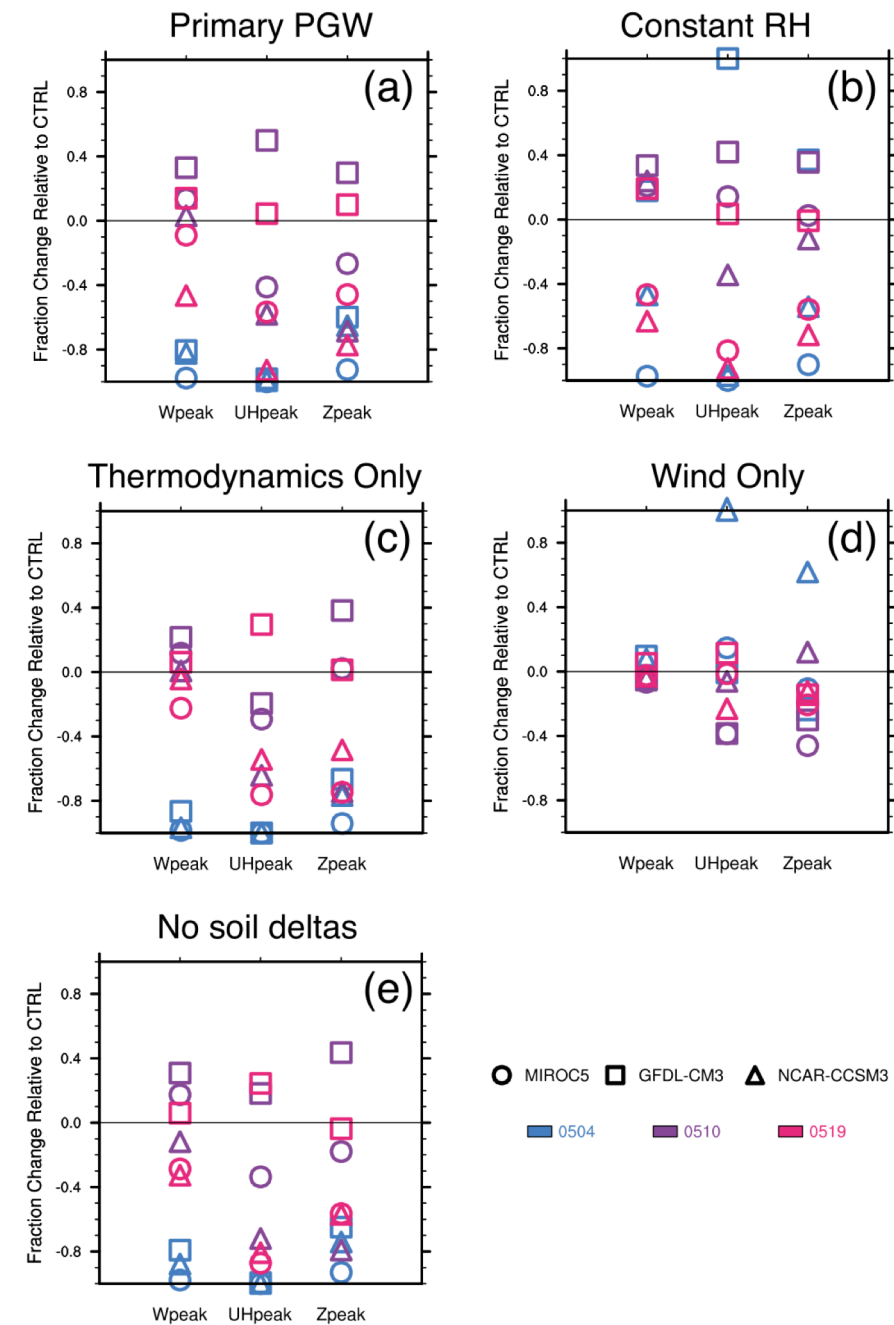 Primary PGW
Constant RH
(a)
(b)
Fraction Change Relative to CTRL
0.8
0.4
0.0
-0.4
-0.8
Wpeak UHpeak Zpeak
Fraction Change Relative to CTRL
0.8
0.4
0.0
-0.4
-0.8
Wpeak UHpeak Zpeak
Thermodynamics Only
Wind Only
(c)
(d)
Fraction Change Relative to CTRL
0.8
0.4
0.0
-0.4
-0.8
Wpeak UHpeak Zpeak
Fraction Change Relative to CTRL
0.8
0.4
0.0
-0.4
-0.8
Wpeak UHpeak Zpeak
No soil deltas
(e)
Fraction Change Relative to CTRL
0.8
0.4
0.0
-0.4
-0.8
Wpeak UHpeak Zpeak
MIROC5 GFDL-CM3 NCAR-CCSM3
0504 0510 0519